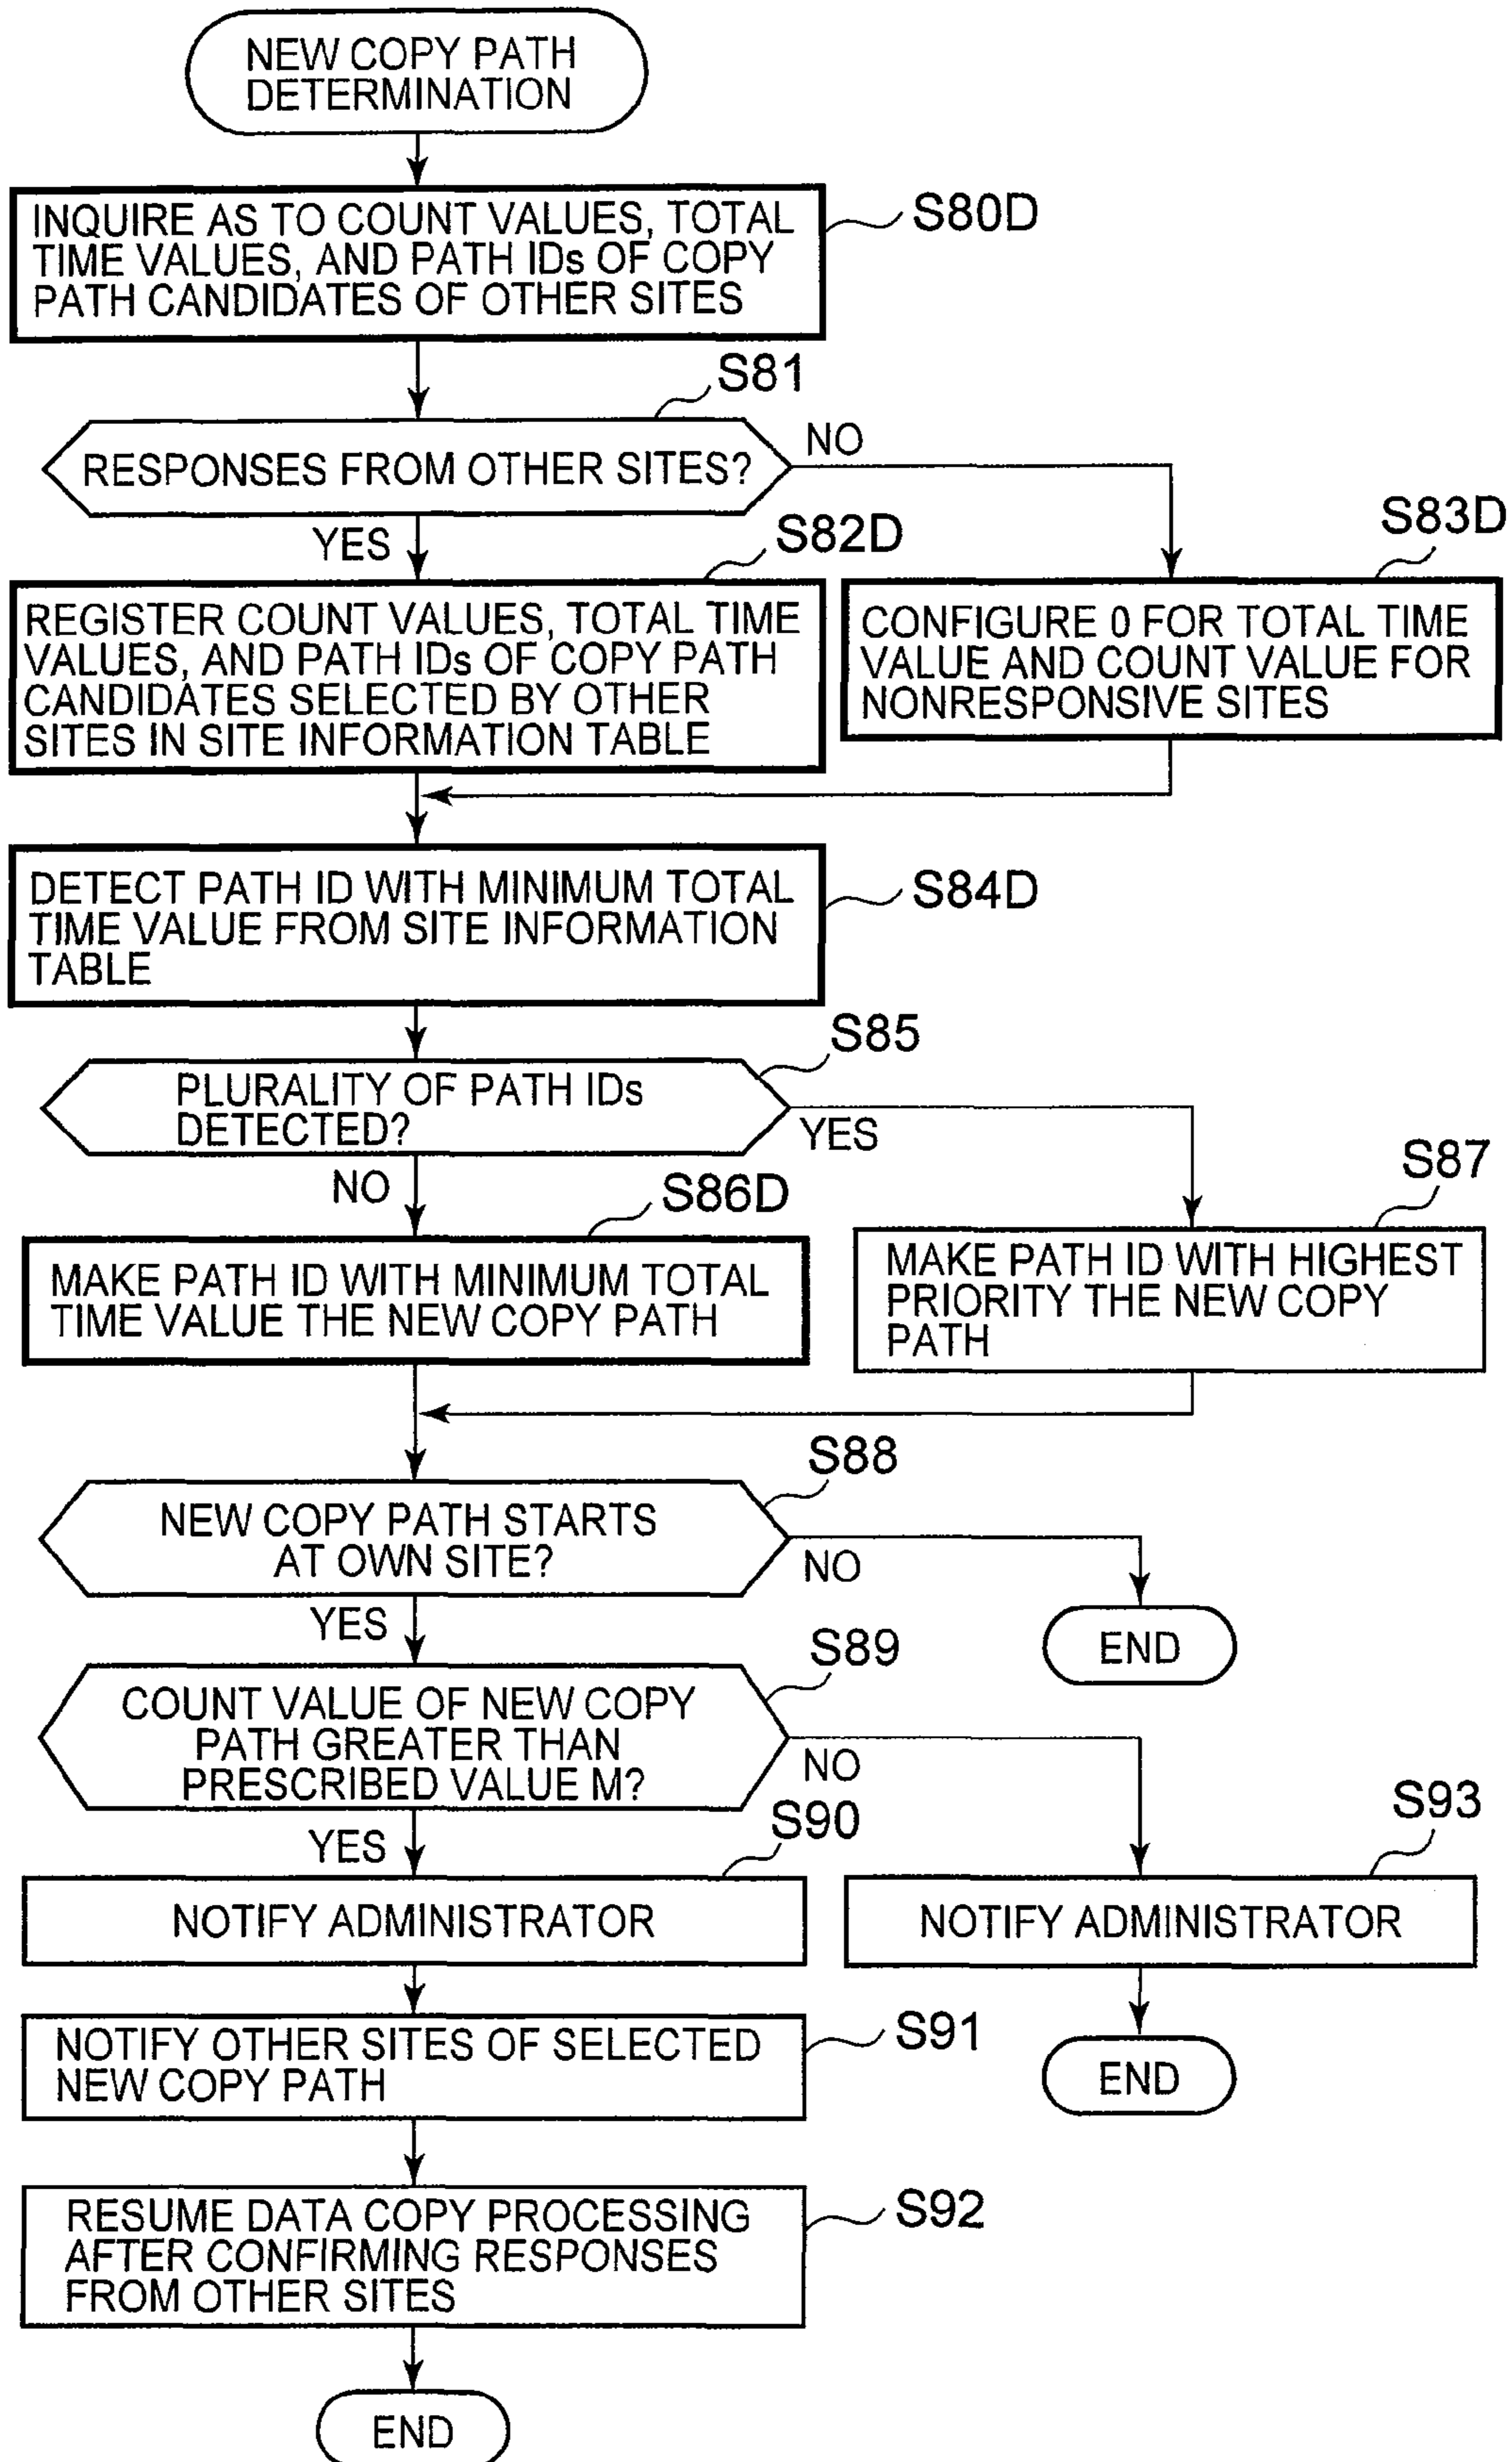 NEW COPY PATH
DETERMINATION
INQUIRE AS TO COUNT VALUES, TOTAL
TIME VALUES, AND PATH IDs OF COPY
PATH CANDIDATES OF OTHER SITES
S80D
S81
RESPONSES FROM OTHER SITES?
NO
YES
S82D
S83D
REGISTER COUNT VALUES, TOTAL TIME
VALUES, AND PATH IDs OF COPY PATH
CANDIDATES SELECTED BY OTHER
SITES IN SITE INFORMATION TABLE
CONFIGURE 0 FOR TOTAL TIME
VALUE AND COUNT VALUE FOR
NONRESPONSIVE SITES
DETECT PATH ID WITH MINIMUM TOTAL
TIME VALUE FROM SITE INFORMATION
TABLE
S84D
S85
PLURALITY OF PATH IDs
DETECTED?
YES
NO
S86D
S87
MAKE PATH ID WITH MINIMUM TOTAL
TIME VALUE THE NEW COPY PATH
MAKE PATH ID WITH HIGHEST
PRIORITY THE NEW COPY
PATH
S88
NEW COPY PATH STARTS
AT OWN SITE?
NO
YES
END
S89
COUNT VALUE OF NEW COPY
PATH GREATER THAN
PRESCRIBED VALUE M?
NO
YES
S90
S93
NOTIFY ADMINISTRATOR
NOTIFY ADMINISTRATOR
NOTIFY OTHER SITES OF SELECTED
NEW COPY PATH
S91
END
RESUME DATA COPY PROCESSING
AFTER CONFIRMING RESPONSES
FROM OTHER SITES
S92
END